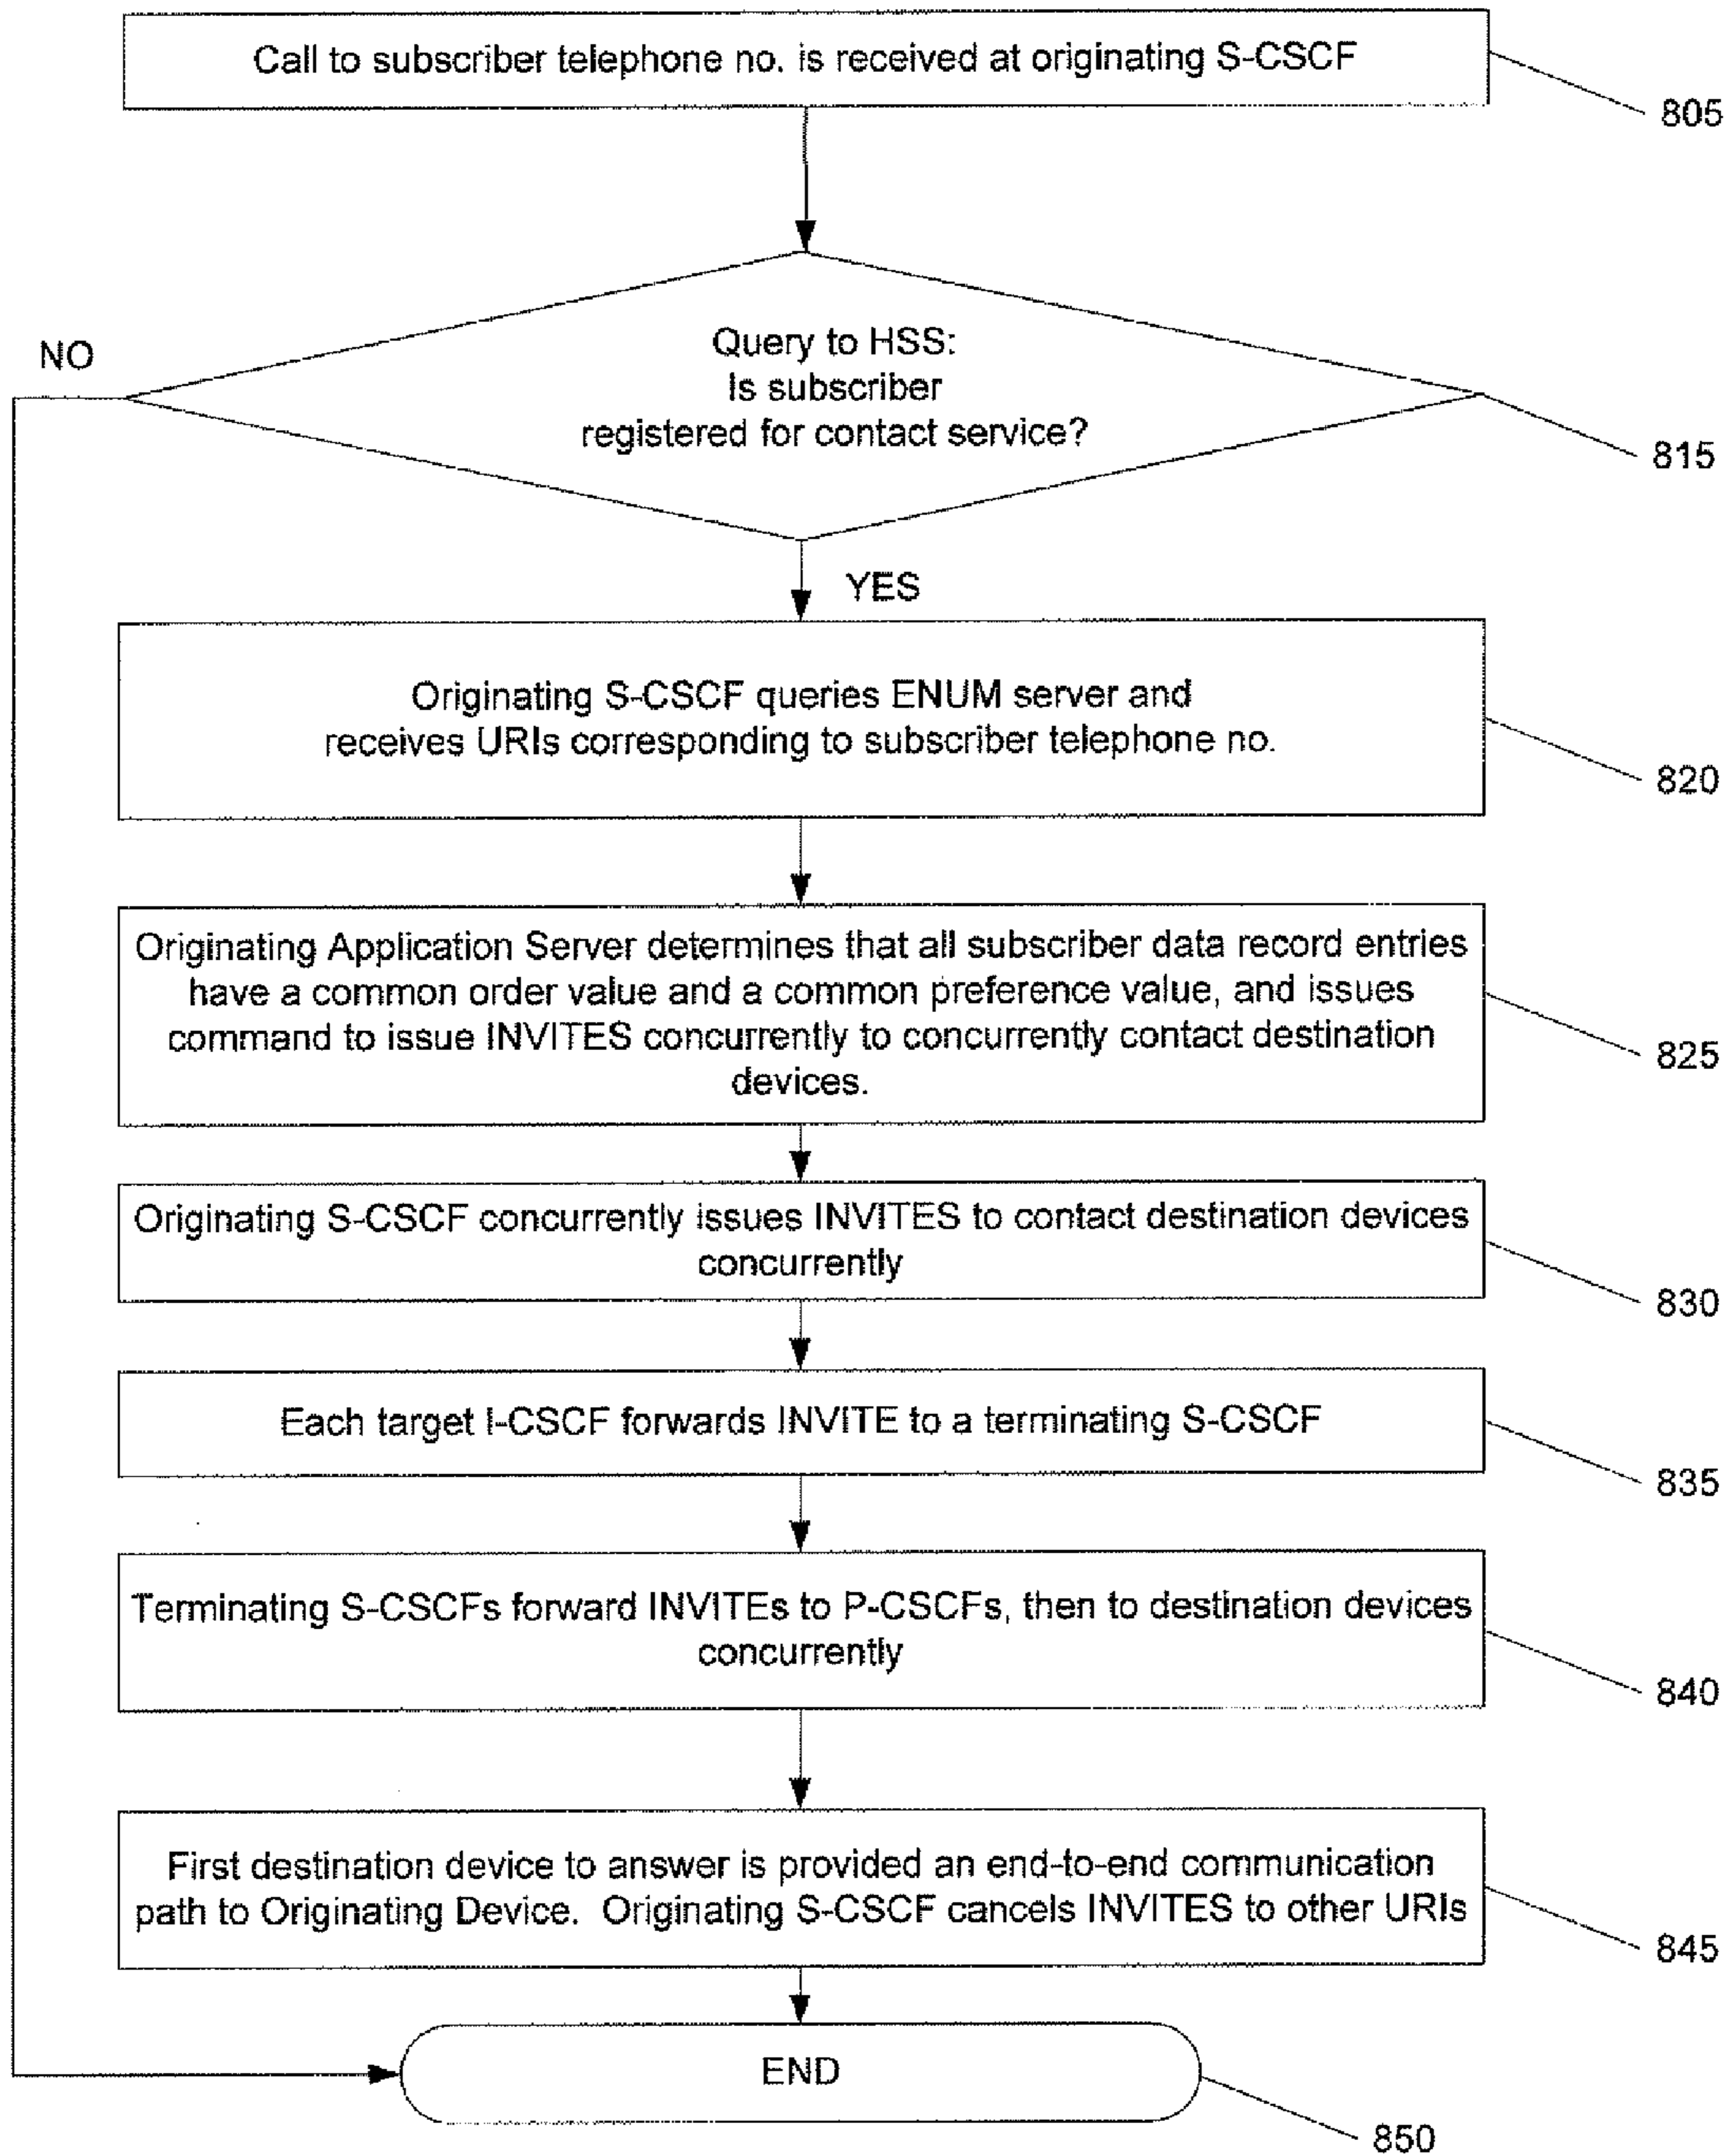 Call to subscriber telephone no. is received at originating S-CSCF
805
Query to HSS:
Is subscriber
registered for contact service?
NO
815
YES
Originating S-CSCF queries ENUM server and
receives URIs corresponding to subscriber telephone no.
820
Originating Application Server determines that all subscriber data record entries
have a common order value and a common preference value, and issues
command to issue INVITES concurrently to concurrently contact destination
devices.
825
Originating S-CSCF concurrently issues INVITES to contact destination devices
concurrently
830
Each target I-CSCF forwards INVITE to a terminating S-CSCF
835
Terminating S-CSCFs forward INVITEs to P-CSCFs, then to destination devices
concurrently
840
First destination device to answer is provided an end-to-end communication
path to Originating Device. Originating S-CSCF cancels INVITES to other URIs
845
END
850